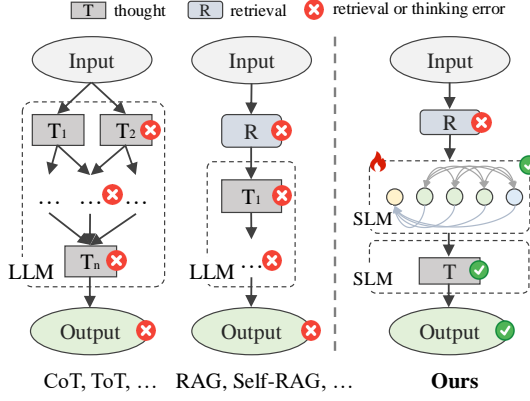 T thought R retrieval retrieval or thinking error
Input Input Input
R R
T1 T2
T1
... ... ...
SLM
LLM Tn LLM ... SLM T
Output Output Output
CoT, ToT, ... RAG, Self-RAG, ... Ours